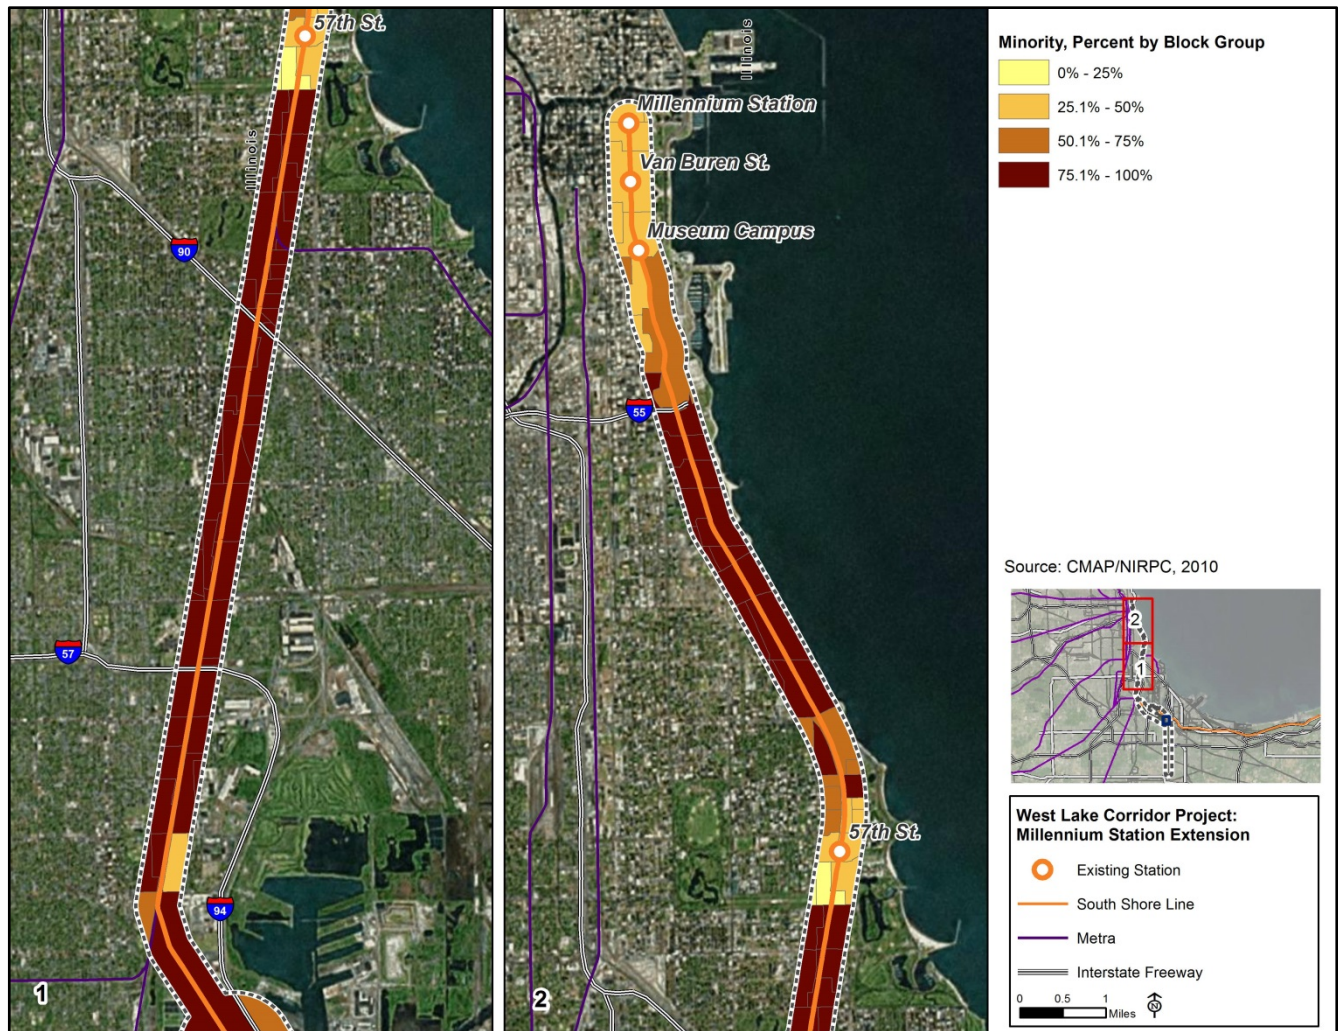 57th St.
Illinois
90
57
94
1
Illinois
Millennium Station
Van Buren St.
Museum Campus
55
57th St.
2
Minority, Percent by Block Group
0% - 25%
25.1% - 50%
50.1% - 75%
75.1% - 100%
Source: CMAP/NIRPC, 2010
2
1
West Lake Corridor Project:
Millennium Station Extension
Existing Station
South Shore Line
Metra
Interstate Freeway
0 0.5 1
Miles
N